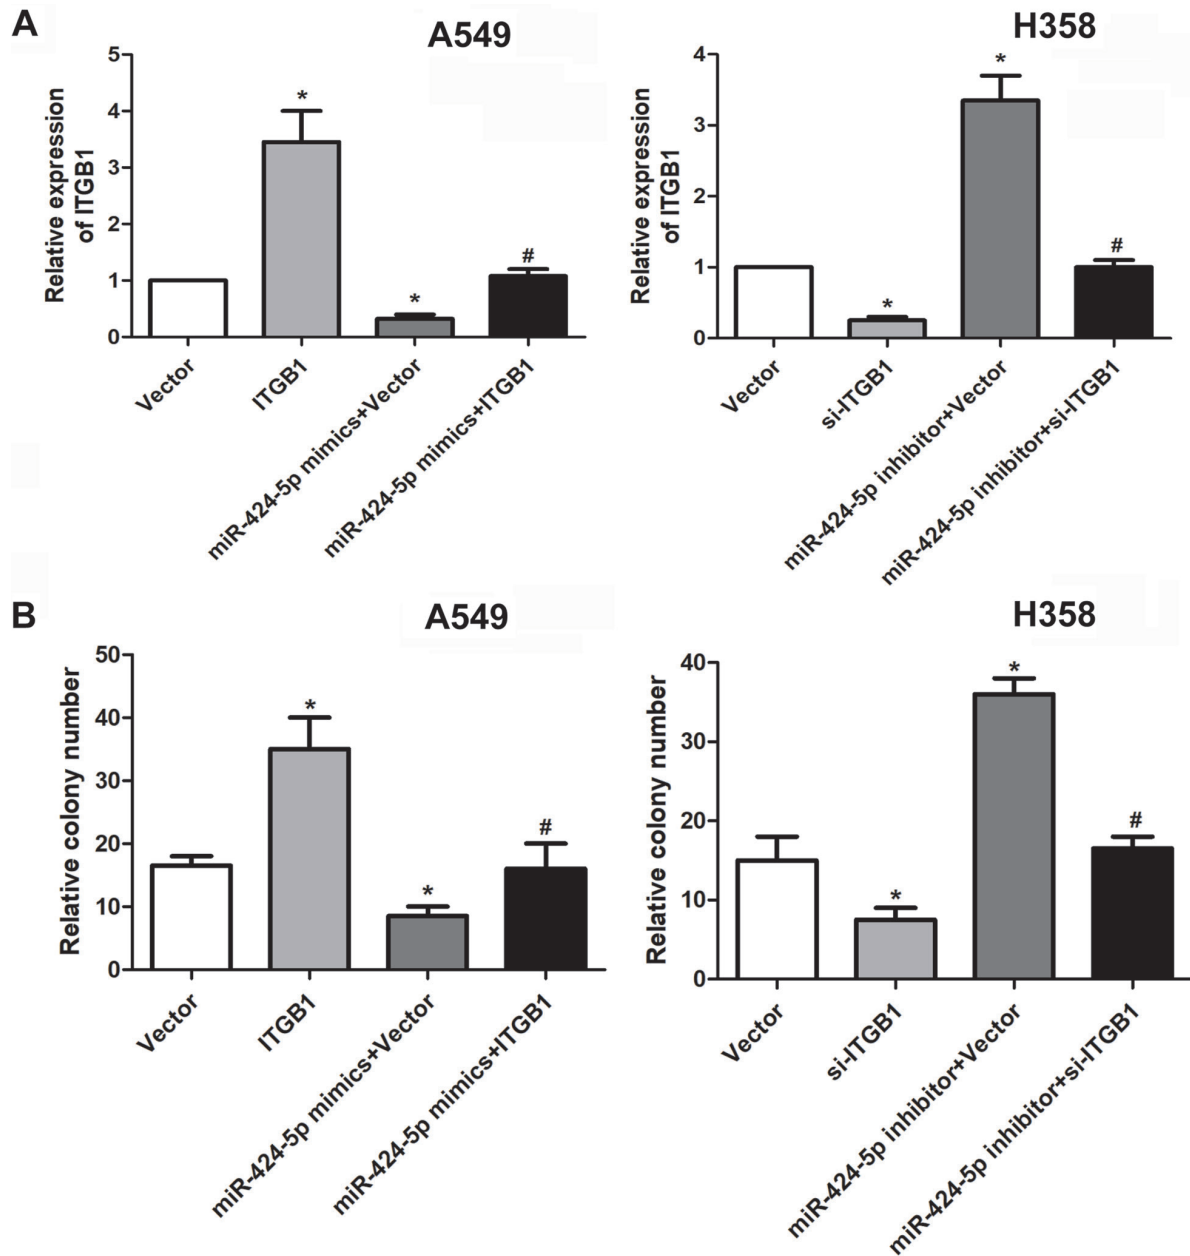 A
A549
Relative expression
of ITGB1
5
4
3
2
1
0
*
*
#
Vector
ITGB1
miR-424-5p mimics+Vector
miR-424-5p mimics+ITGB1
H358
Relative expression
of ITGB1
4
3
2
1
0
*
*
#
Vector
si-ITGB1
miR-424-5p inhibitor+Vector
miR-424-5p inhibitor+si-ITGB1
B
A549
Relative colony number
50
40
30
20
10
0
*
*
#
Vector
ITGB1
miR-424-5p mimics+Vector
miR-424-5p mimics+ITGB1
H358
Relative colony number
40
30
20
10
0
*
*
#
Vector
si-ITGB1
miR-424-5p inhibitor+Vector
miR-424-5p inhibitor+si-ITGB1